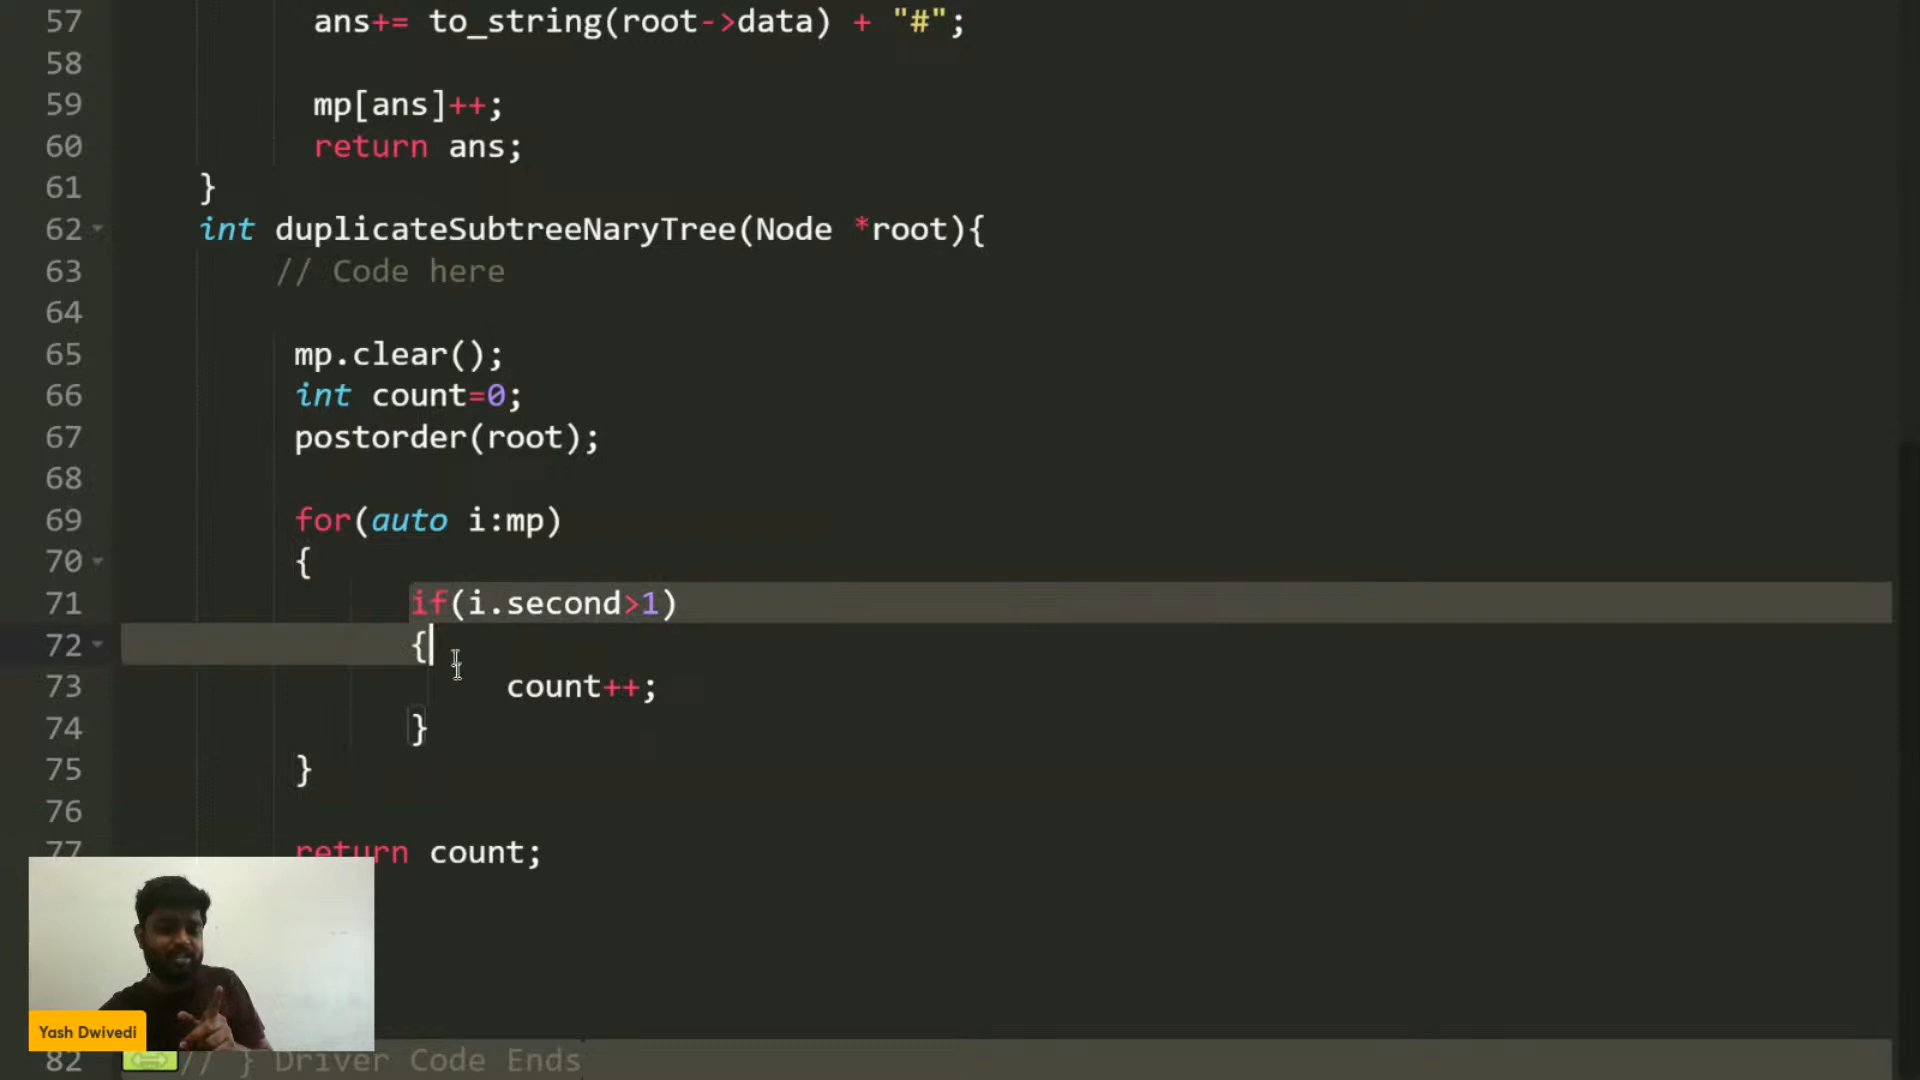 57 ans+= to_string(root->data) + "#";
58
59 mp[ans]++;
60 return ans;
61 }
62 int duplicateSubtreeNaryTree(Node *root){
63 // Code here
64
65 mp.clear();
66 int count=0;
67 postorder(root);
68
69 for(auto i:mp)
70 {
71 if(i.second>1)
72 {
73 count++;
74 }
75 }
76
77 return count;
Yash Dwivedi
82 // } Driver Code Ends